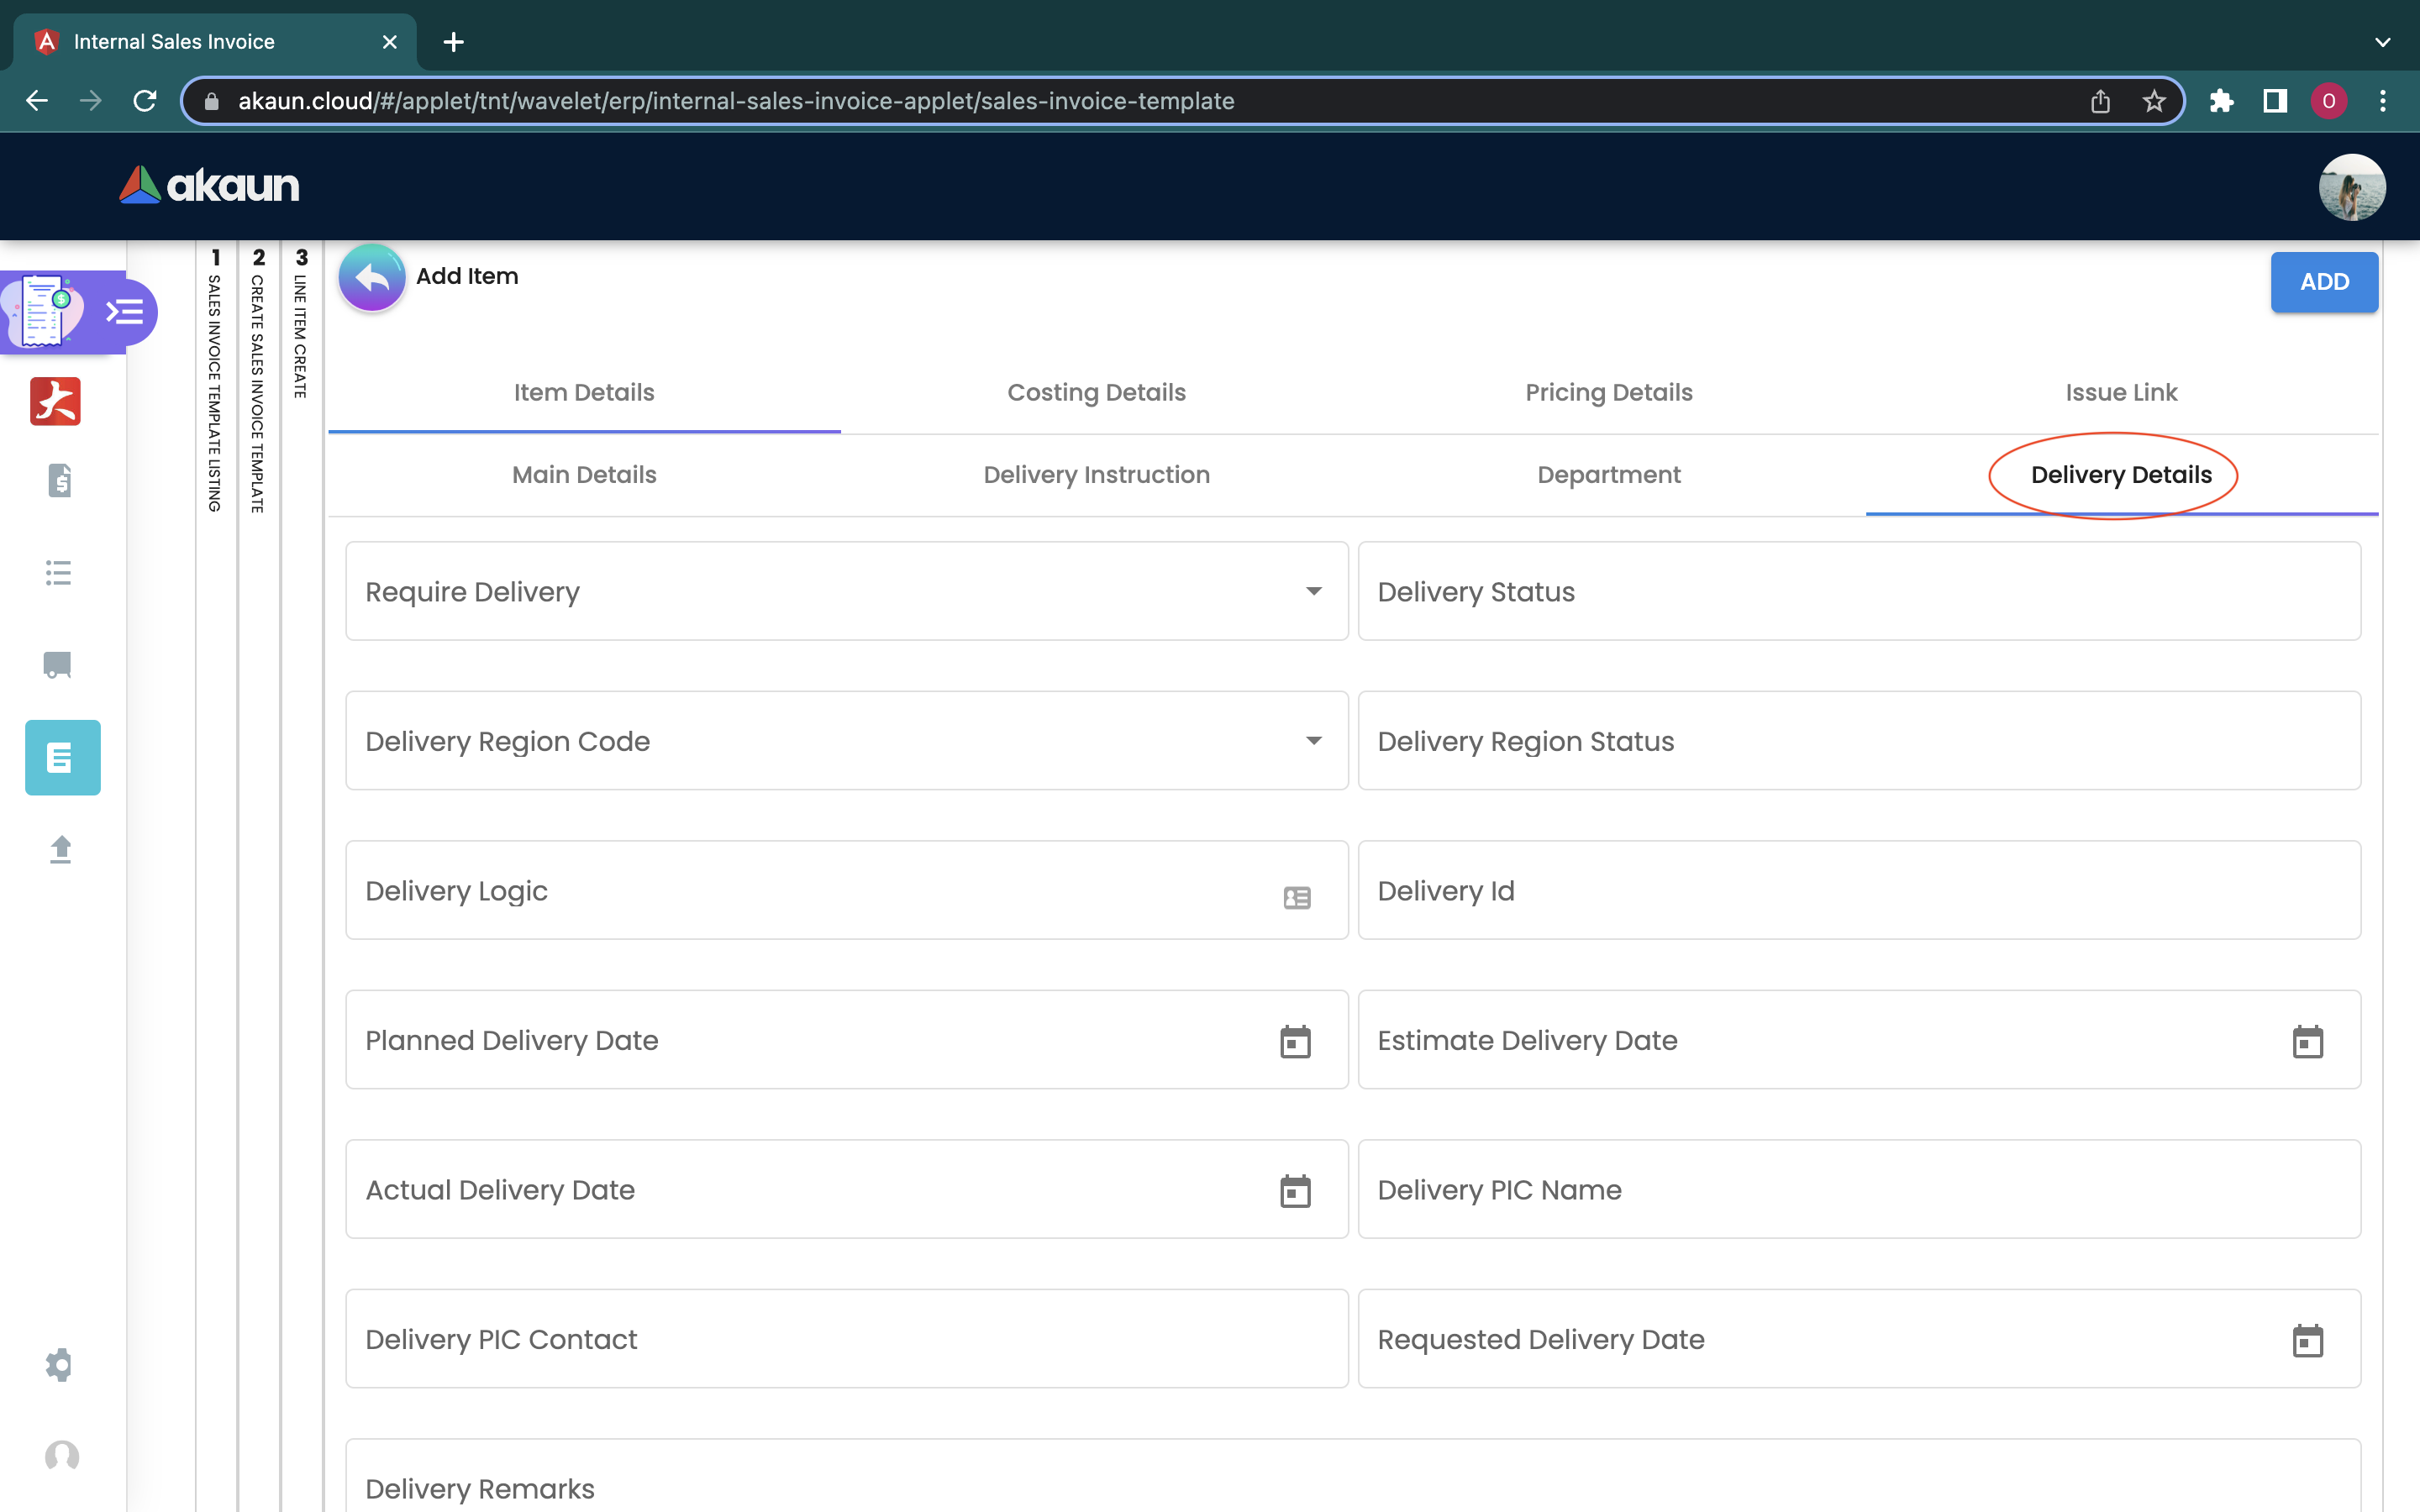 Internal Sales Invoice
akaun.cloud/#/applet/tnt/wavelet/erp/internal-sales-invoice-applet/sales-invoice-template
O
akaun
1 SALES INVOICE TEMPLATE LISTING
2 CREATE SALES INVOICE TEMPLATE
3 LINE ITEM CREATE
Add Item
ADD
Item Details
Costing Details
Pricing Details
Issue Link
Main Details
Delivery Instruction
Department
Delivery Details
Require Delivery
Delivery Status
Delivery Region Code
Delivery Region Status
Delivery Logic
Delivery Id
Planned Delivery Date
Estimate Delivery Date
Actual Delivery Date
Delivery PIC Name
Delivery PIC Contact
Requested Delivery Date
Delivery Remarks